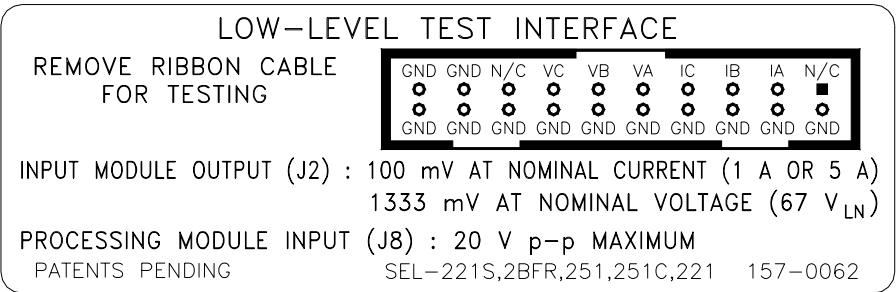 LOW-LEVEL TEST INTERFACE
REMOVE RIBBON CABLE
FOR TESTING
GND GND N/C VC VB VA IC IB IA N/C
GND GND GND GND GND GND GND GND GND GND
INPUT MODULE OUTPUT (J2) : 100 mV AT NOMINAL CURRENT (1 A OR 5 A)
1333 mV AT NOMINAL VOLTAGE (67 VLN)
PROCESSING MODULE INPUT (J8) : 20 V p-p MAXIMUM
PATENTS PENDING SEL-221S,2BFR,251,251C,221 157-0062